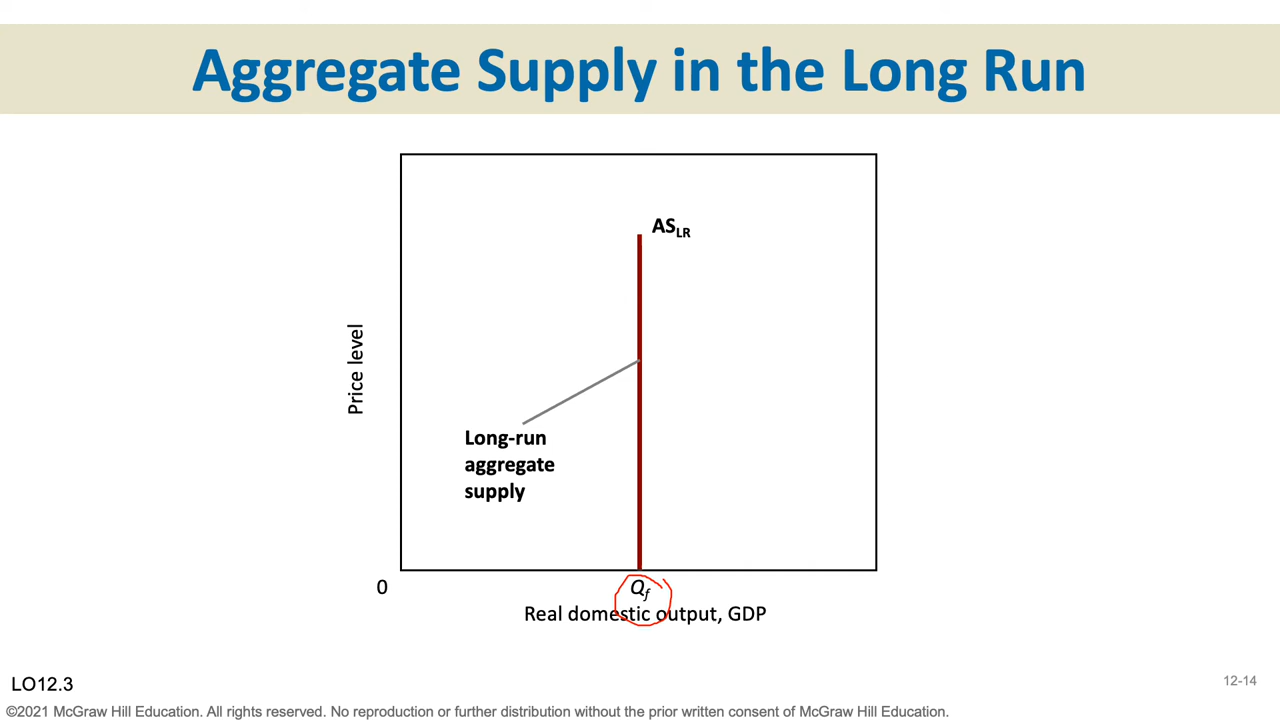 Aggregate Supply in the Long Run
ASLR
Price level
Long-run
aggregate
supply
0
Qf
Real domestic output, GDP
LO12.3
12-14
©2021 McGraw Hill Education. All rights reserved. No reproduction or further distribution without the prior written consent of McGraw Hill Education.